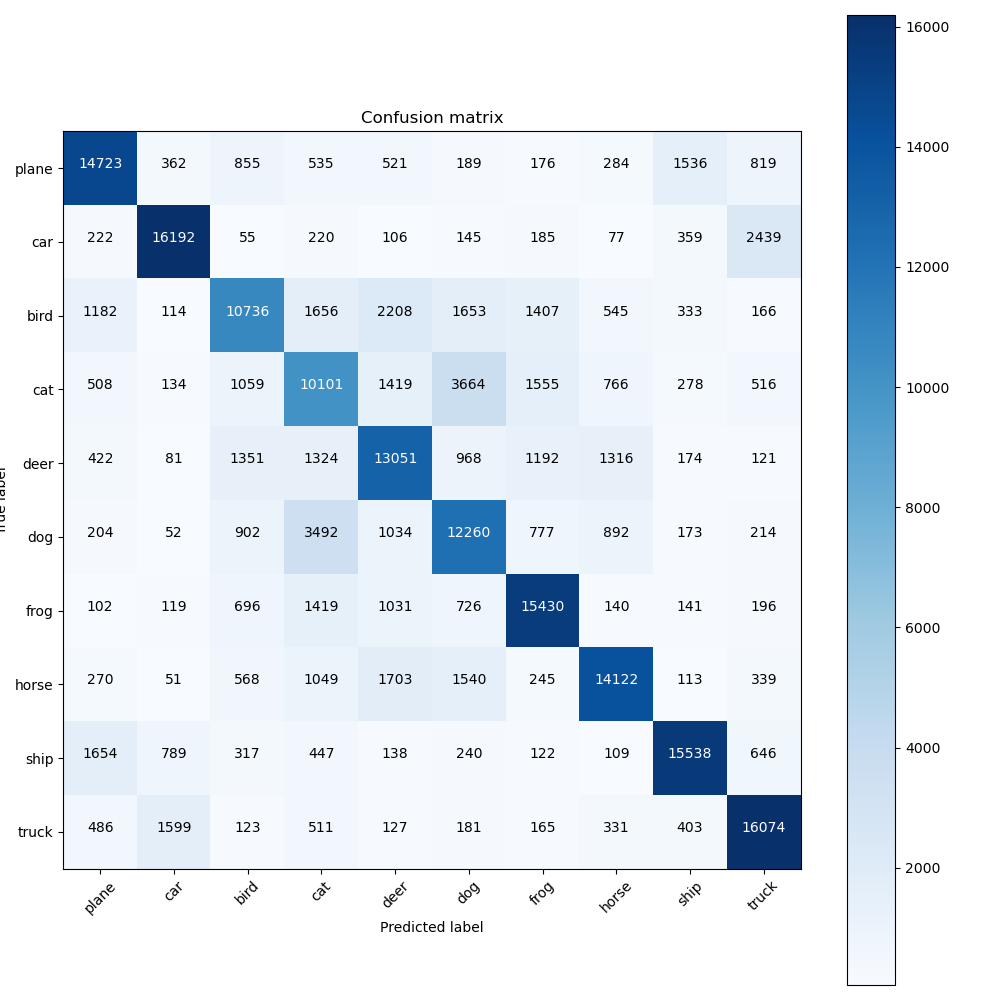 Confusion matrix
plane 14723 362 855 535 521 189 176 284 1536 819
car 222 16192 55 220 106 145 185 77 359 2439
bird 1182 114 10736 1656 2208 1653 1407 545 333 166
cat 508 134 1059 10101 1419 3664 1555 766 278 516
deer 422 81 1351 1324 13051 968 1192 1316 174 121
dog 204 52 902 3492 1034 12260 777 892 173 214
frog 102 119 696 1419 1031 726 15430 140 141 196
horse 270 51 568 1049 1703 1540 245 14122 113 339
ship 1654 789 317 447 138 240 122 109 15538 646
truck 486 1599 123 511 127 181 165 331 403 16074
plane car bird cat deer dog frog horse ship truck
Predicted label
True label
16000
14000
12000
10000
8000
6000
4000
2000